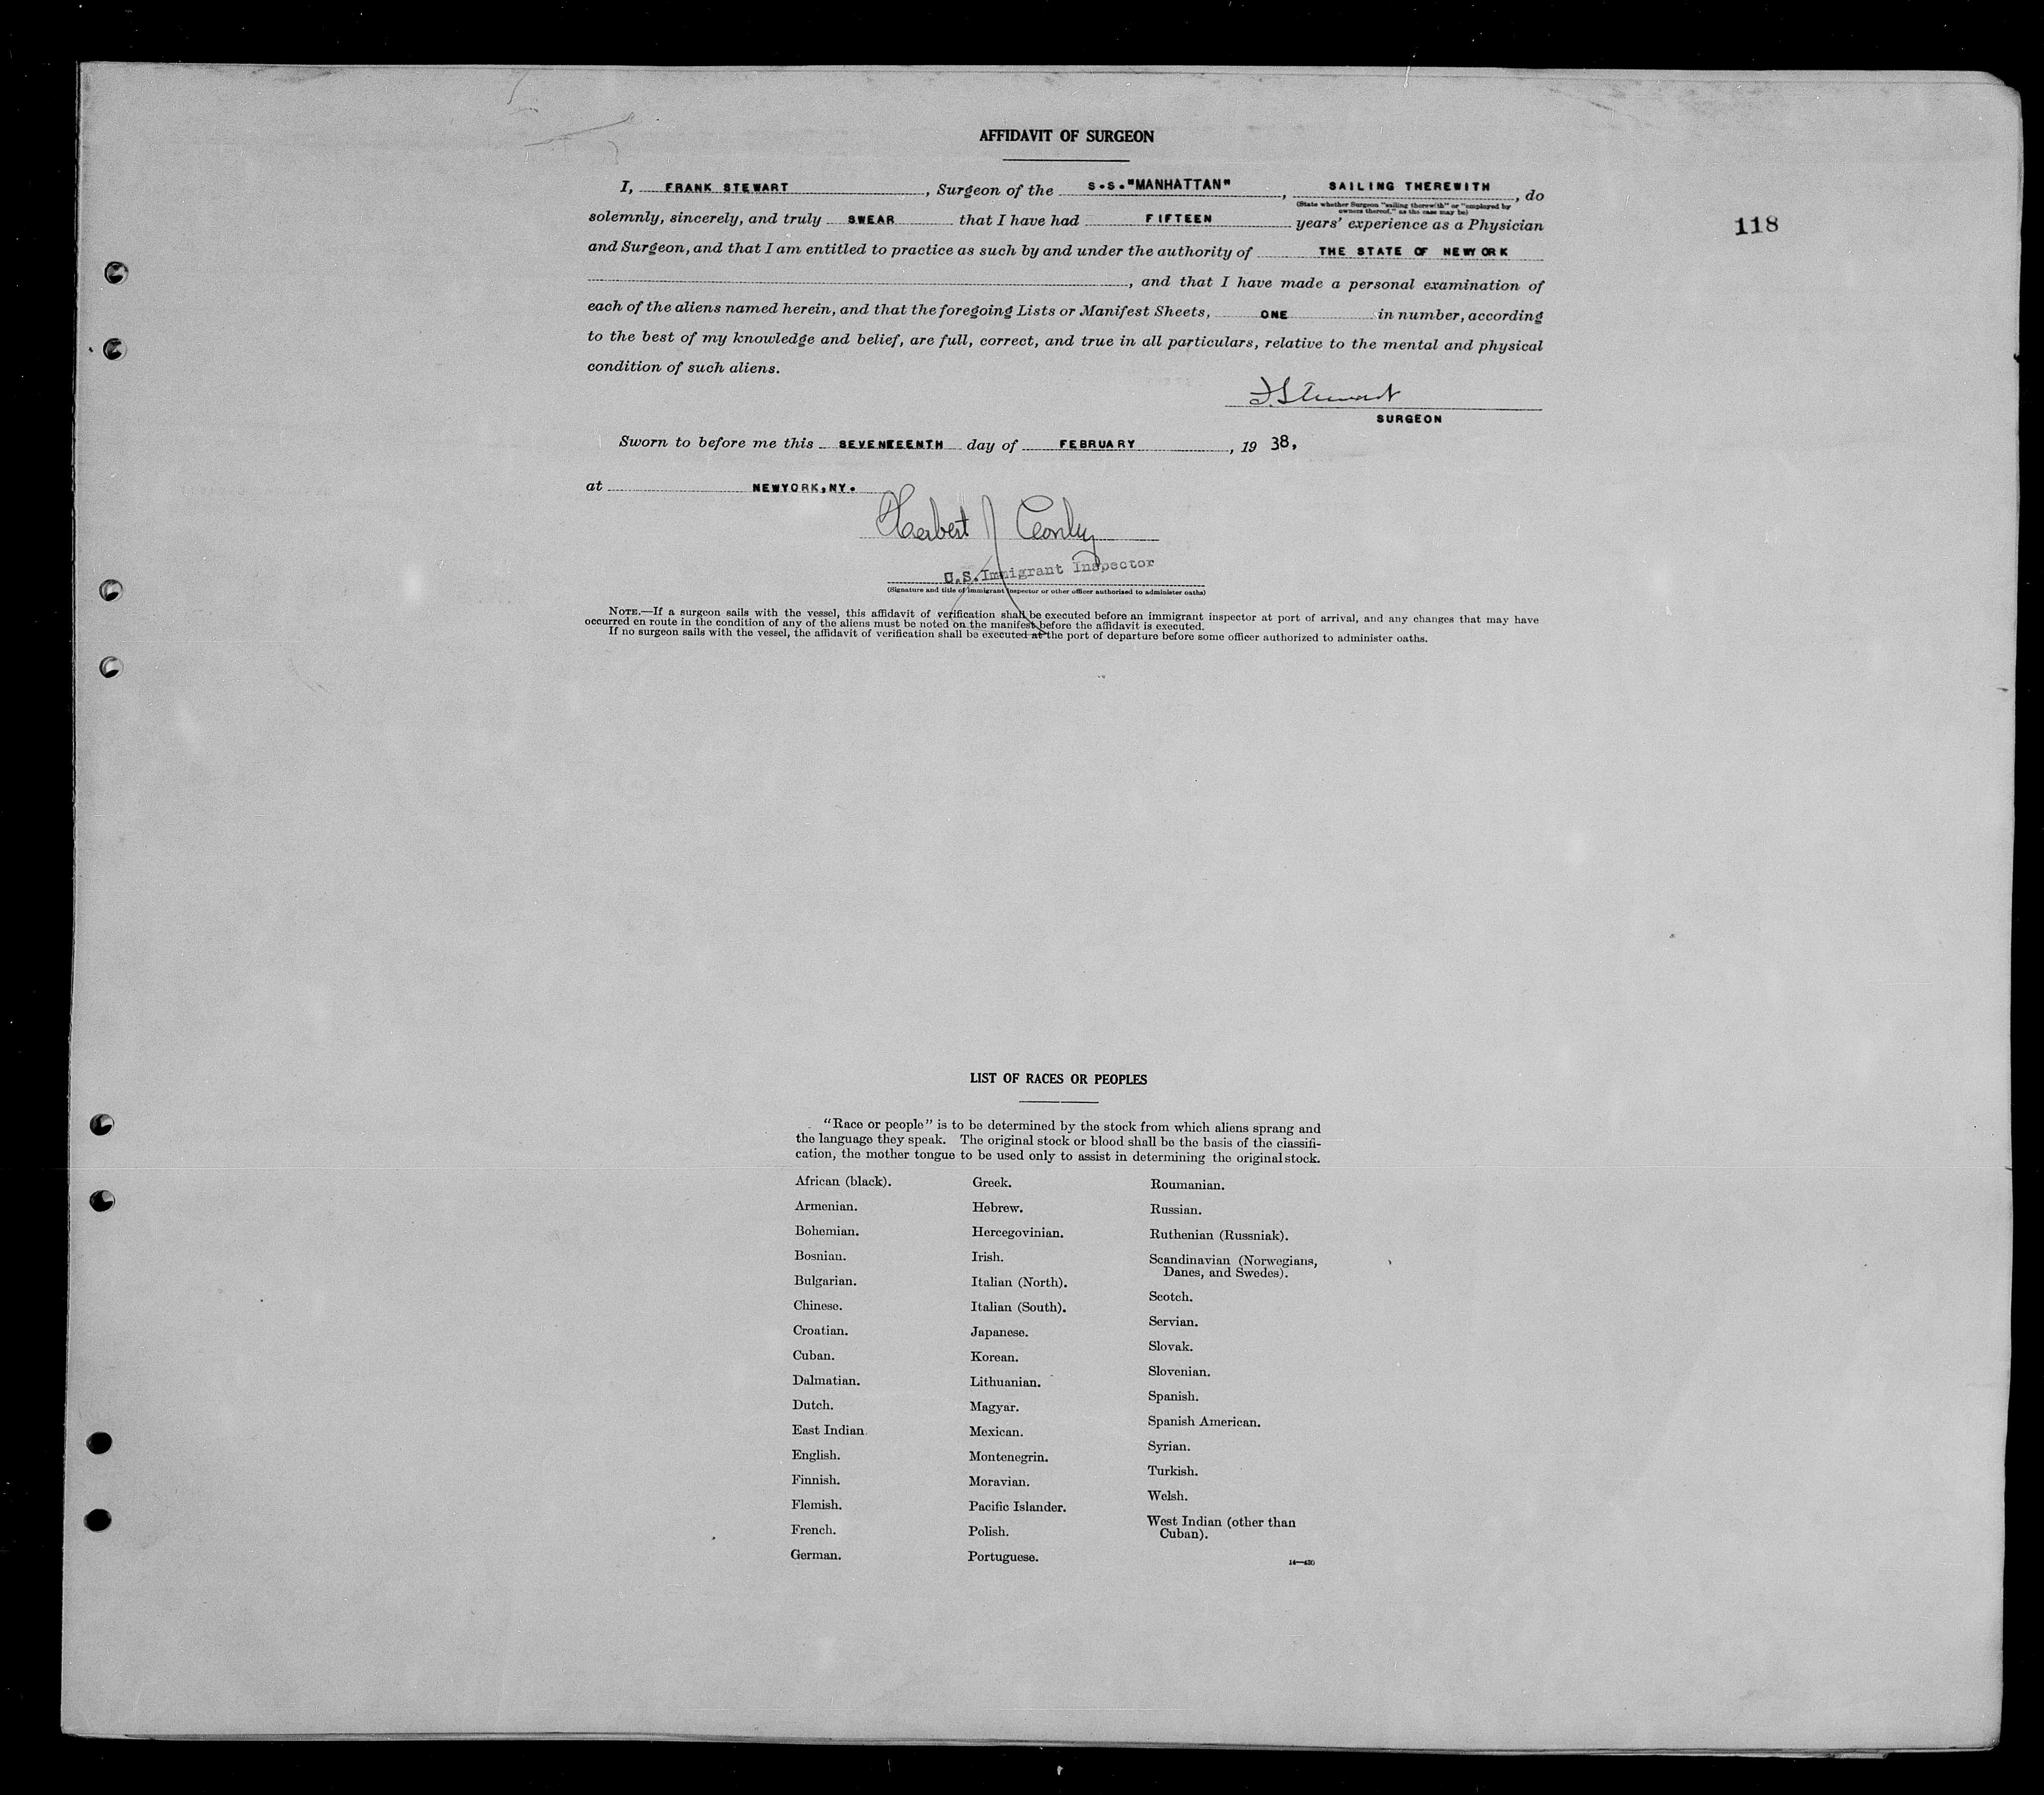 AFFIDAVIT OF SURGEON
I, FRANK STEWART, Surgeon of the S.S."MANHATTAN", SAILING THEREWITH, do
(State whether Surgeon "sailing therewith" or "employed by
owners thereof," as the case may be)
solemnly, sincerely, and truly SWEAR that I have had FIFTEEN years' experience as a Physician
118
and Surgeon, and that I am entitled to practice as such by and under the authority of THE STATE OF NEWYORK
, and that I have made a personal examination of
each of the aliens named herein, and that the foregoing Lists or Manifest Sheets, ONE in number, according
to the best of my knowledge and belief, are full, correct, and true in all particulars, relative to the mental and physical
condition of such aliens.
F. Stewart
SURGEON
Sworn to before me this SEVENTEENTH day of FEBRUARY, 19 38,
at NEWYORK,NY.
Herbert J Conley
U.S. Immigrant Inspector
(Signature and title of immigrant inspector or other officer authorized to administer oaths)
NOTE.—If a surgeon sails with the vessel, this affidavit of verification shall be executed before an immigrant inspector at port of arrival, and any changes that may have
occurred en route in the condition of any of the aliens must be noted on the manifest before the affidavit is executed.
If no surgeon sails with the vessel, the affidavit of verification shall be executed at the port of departure before some officer authorized to administer oaths.
LIST OF RACES OR PEOPLES
"Race or people" is to be determined by the stock from which aliens sprang and
the language they speak. The original stock or blood shall be the basis of the classifi-
cation, the mother tongue to be used only to assist in determining the original stock.
African (black).
Armenian.
Bohemian.
Bosnian.
Bulgarian.
Chinese.
Croatian.
Cuban.
Dalmatian.
Dutch.
East Indian
English.
Finnish.
Flemish.
French.
German.
Greek.
Hebrew.
Hercegovinian.
Irish.
Italian (North).
Italian (South).
Japanese.
Korean.
Lithuanian.
Magyar.
Mexican.
Montenegrin.
Moravian.
Pacific Islander.
Polish.
Portuguese.
Roumanian.
Russian.
Ruthenian (Russniak).
Scandinavian (Norwegians,
Danes, and Swedes).
Scotch.
Servian.
Slovak.
Slovenian.
Spanish.
Spanish American.
Syrian.
Turkish.
Welsh.
West Indian (other than
Cuban).
14—430